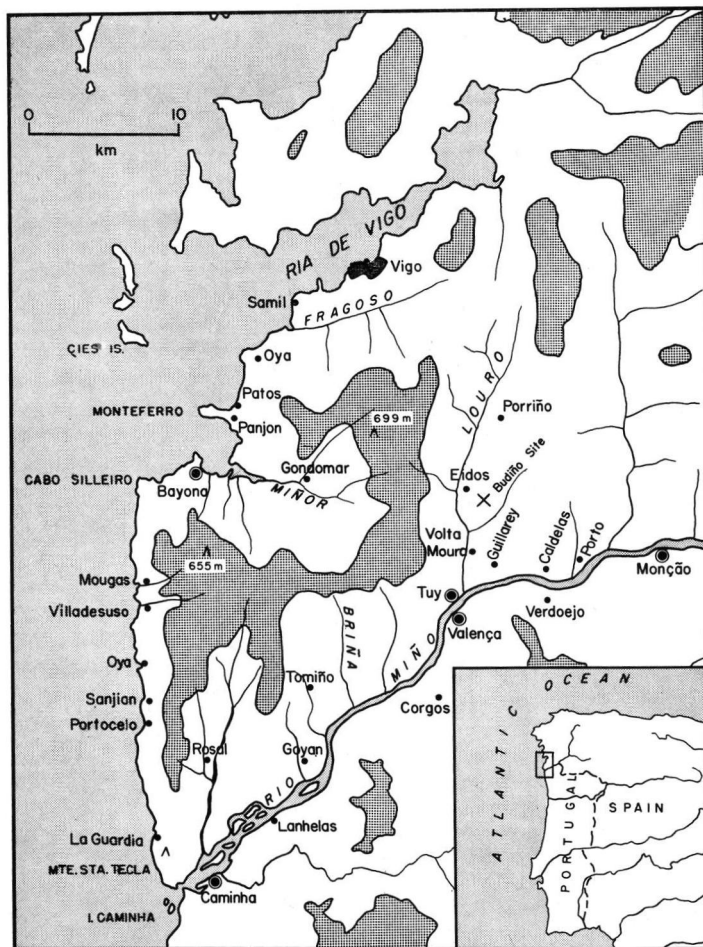 0 10
km
RIA DE VIGO
Vigo
Samil
FRAGOSO
ÇIES IS.
Oya
LOURO
Patos
MONTEFERRO
699 m
Porriño
Panjon
Gondomar
CABO SILLEIRO
Bayona
MIÑOR
Eidos
Budiño Site
655 m
Volta
Moura
Guillarey
Caldelas
Porto
Monção
Mougas
Tuy
Villadesuso
Verdoejo
Valença
BRIÑA
MIÑO
Oya
Tomiño
Corgos
Sanjian
Portocelo
Rosal
Goyan
RIO
La Guardia
Lanhelas
MTE. STA. TECLA
Caminha
I. CAMINHA
ATLANTIC OCEAN
PORTUGAL
SPAIN